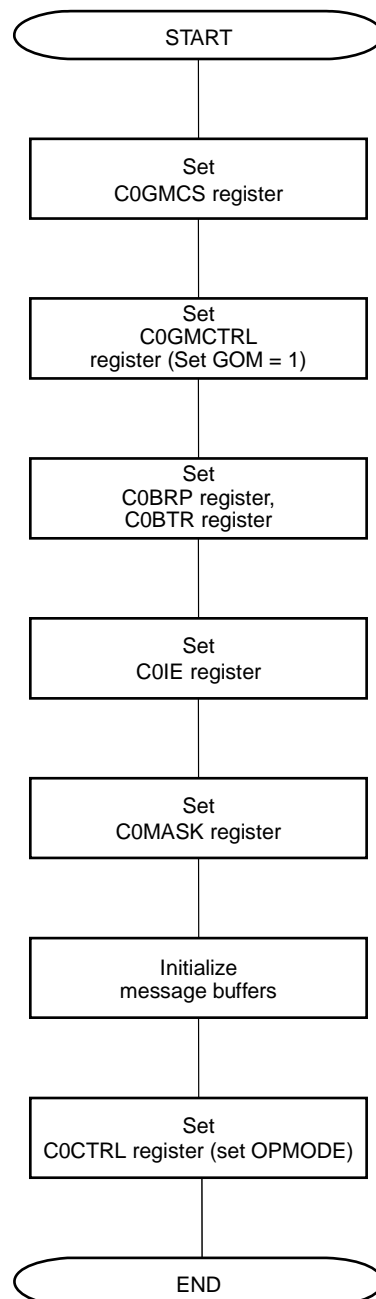 START
Set
C0GMCS register
Set
C0GMCTRL
register (Set GOM = 1)
Set
C0BRP register,
C0BTR register
Set
C0IE register
Set
C0MASK register
Initialize
message buffers
Set
C0CTRL register (set OPMODE)
END